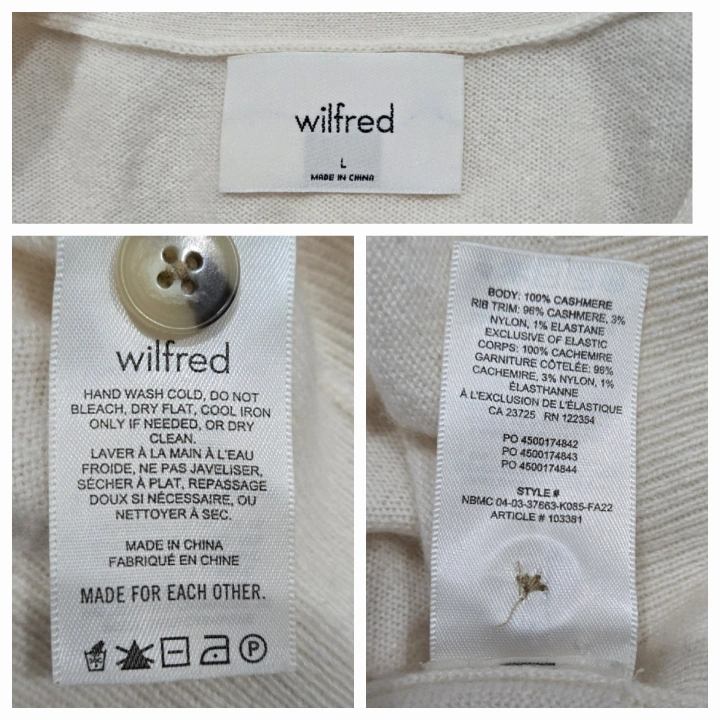 wilfred
L
MADE IN CHINA
wilfred
HAND WASH COLD, DO NOT
BLEACH, DRY FLAT, COOL IRON
ONLY IF NEEDED, OR DRY
CLEAN.
LAVER À LA MAIN À L'EAU
FROIDE, NE PAS JAVELISER,
SÉCHER À PLAT, REPASSAGE
DOUX SI NÉCESSAIRE, OU
NETTOYER À SEC.
MADE IN CHINA
FABRIQUÉ EN CHINE
MADE FOR EACH OTHER.
P
BODY: 100% CASHMERE
RIB TRIM: 96% CASHMERE, 3%
NYLON, 1% ELASTANE
EXCLUSIVE OF ELASTIC
CORPS: 100% CACHEMIRE
GARNITURE CÔTELÉE: 96%
CACHEMIRE, 3% NYLON, 1%
ÉLASTHANNE
À L'EXCLUSION DE L'ÉLASTIQUE
CA 23725 RN 122354
PO 4500174842
PO 4500174843
PO 4500174844
STYLE #
NBMC 04-03-37663-K085-FA22
ARTICLE # 103381